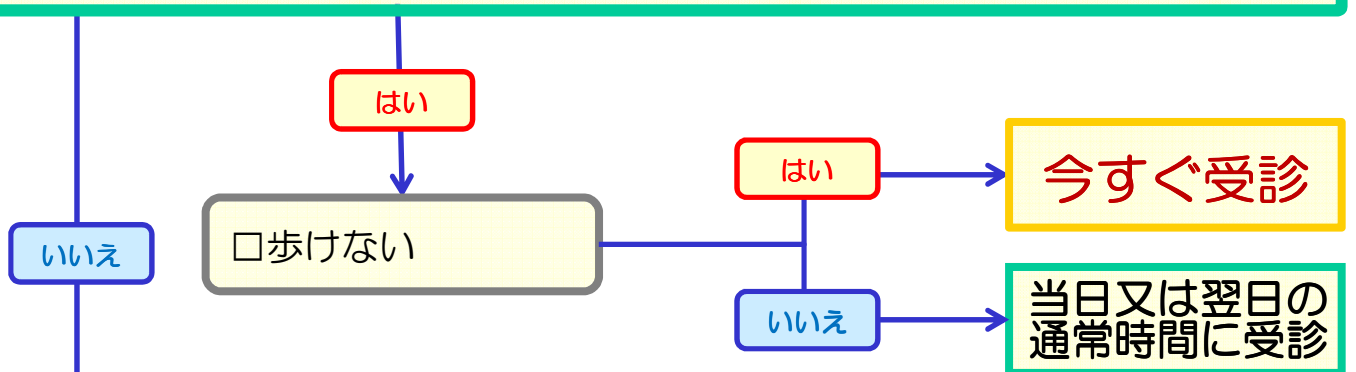 はい
はい
今すぐ受診
いいえ
□歩けない
いいえ
当日又は翌日の
通常時間に受診